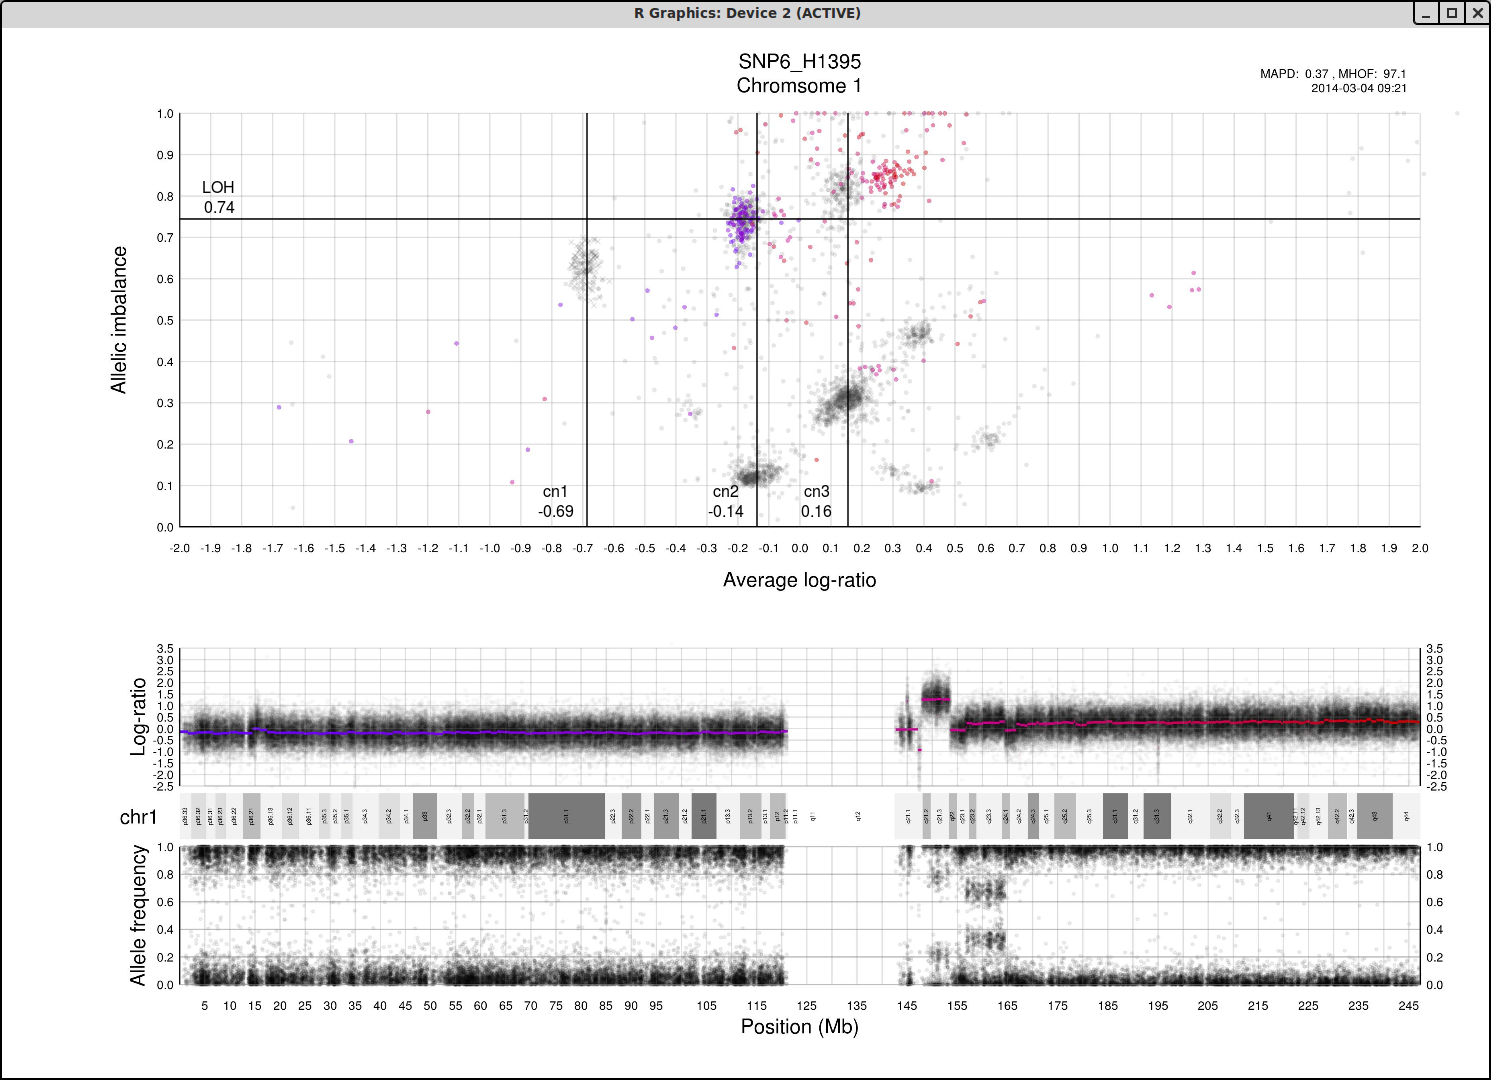 R Graphics: Device 2 (ACTIVE)
SNP6_H1395
Chromsome 1
MAPD: 0.37 , MHOF: 97.1
2014-03-04 09:21
1.0
0.9
0.8
0.7
0.6
0.5
0.4
0.3
0.2
0.1
0.0
Allelic imbalance
LOH
0.74
cn1
-0.69
cn2
-0.14
cn3
0.16
-2.0 -1.9 -1.8 -1.7 -1.6 -1.5 -1.4 -1.3 -1.2 -1.1 -1.0 -0.9 -0.8 -0.7 -0.6 -0.5 -0.4 -0.3 -0.2 -0.1 0.0 0.1 0.2 0.3 0.4 0.5 0.6 0.7 0.8 0.9 1.0 1.1 1.2 1.3 1.4 1.5 1.6 1.7 1.8 1.9 2.0
Average log-ratio
Log-ratio
3.5 3.5
3.0 3.0
2.5 2.5
2.0 2.0
1.5 1.5
1.0 1.0
0.5 0.5
0.0 0.0
-0.5 -0.5
-1.0 -1.0
-1.5 -1.5
-2.0 -2.0
-2.5 -2.5
chr1
Allele frequency
1.0 1.0
0.8 0.8
0.6 0.6
0.4 0.4
0.2 0.2
0.0 0.0
5 10 15 20 25 30 35 40 45 50 55 60 65 70 75 80 85 90 95 105 115 125 135 145 155 165 175 185 195 205 215 225 235 245
Position (Mb)